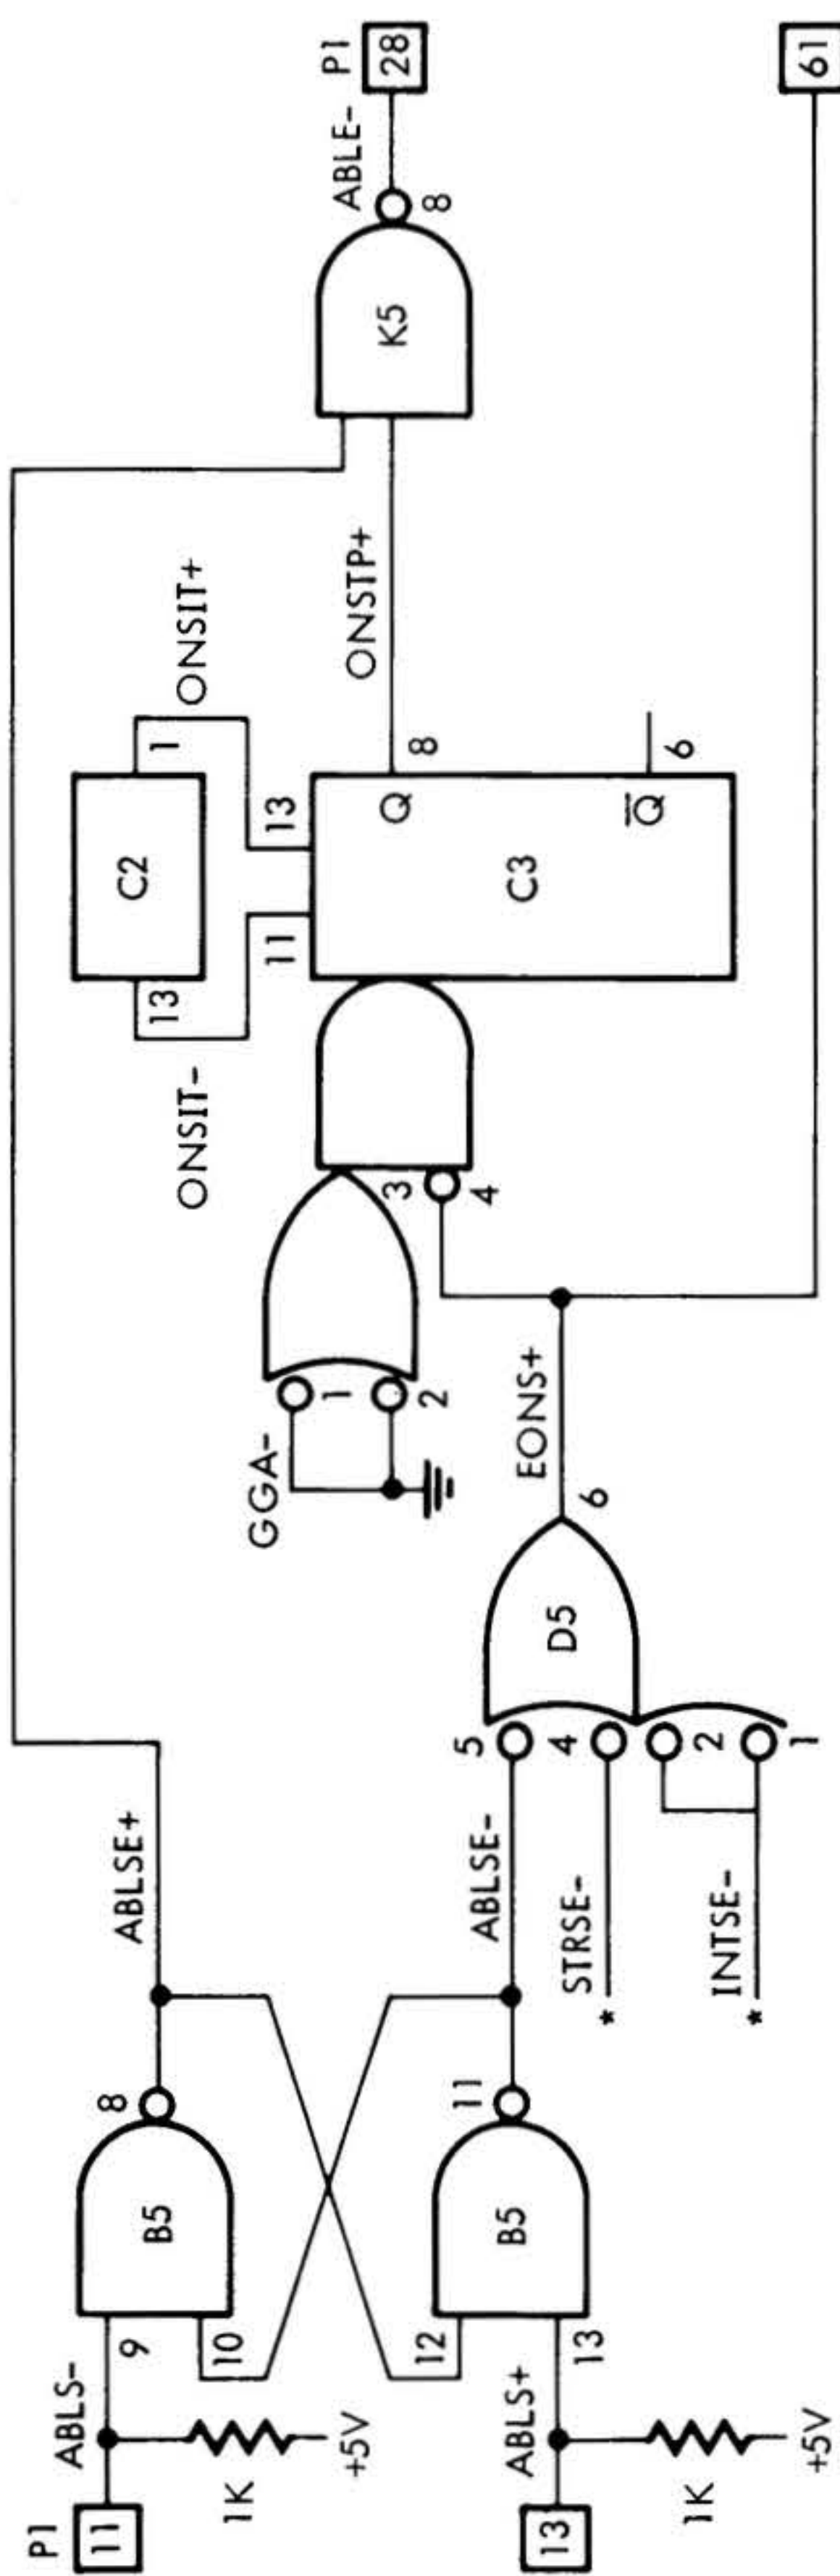 P1
11
ABLS-
9
10
1K
+5V
B5
8
ABLSE+
13
ABLS+
12
13
1K
+5V
B5
11
ABLSE-
STRSE-
*
INTSE-
*
5
4
2
1
D5
6
EONS+
GGA-
1
2
3
4
ONSIT-
13
C2
1
ONSIT+
11
13
C3
Q
8
Q̅
6
ONSTP+
K5
8
ABLE-
P1
28
61